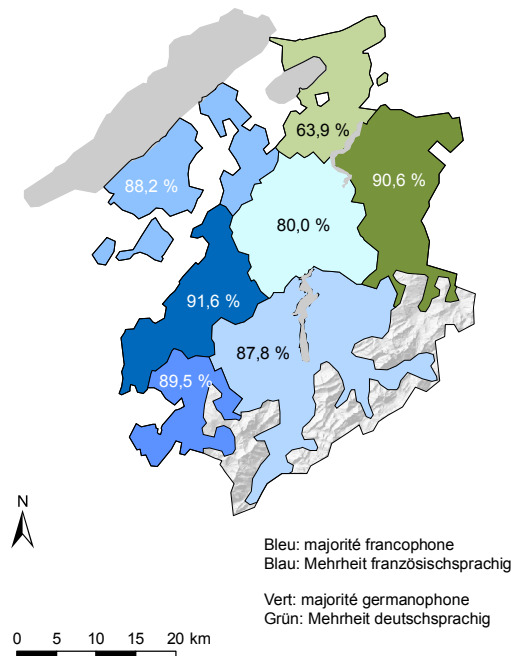 63,9 %
88,2 %
90,6 %
80,0 %
91,6 %
87,8 %
89,5 %
N
Bleu: majorité francophone
Blau: Mehrheit französischsprachig
Vert: majorité germanophone
Grün: Mehrheit deutschsprachig
0 5 10 15 20 km